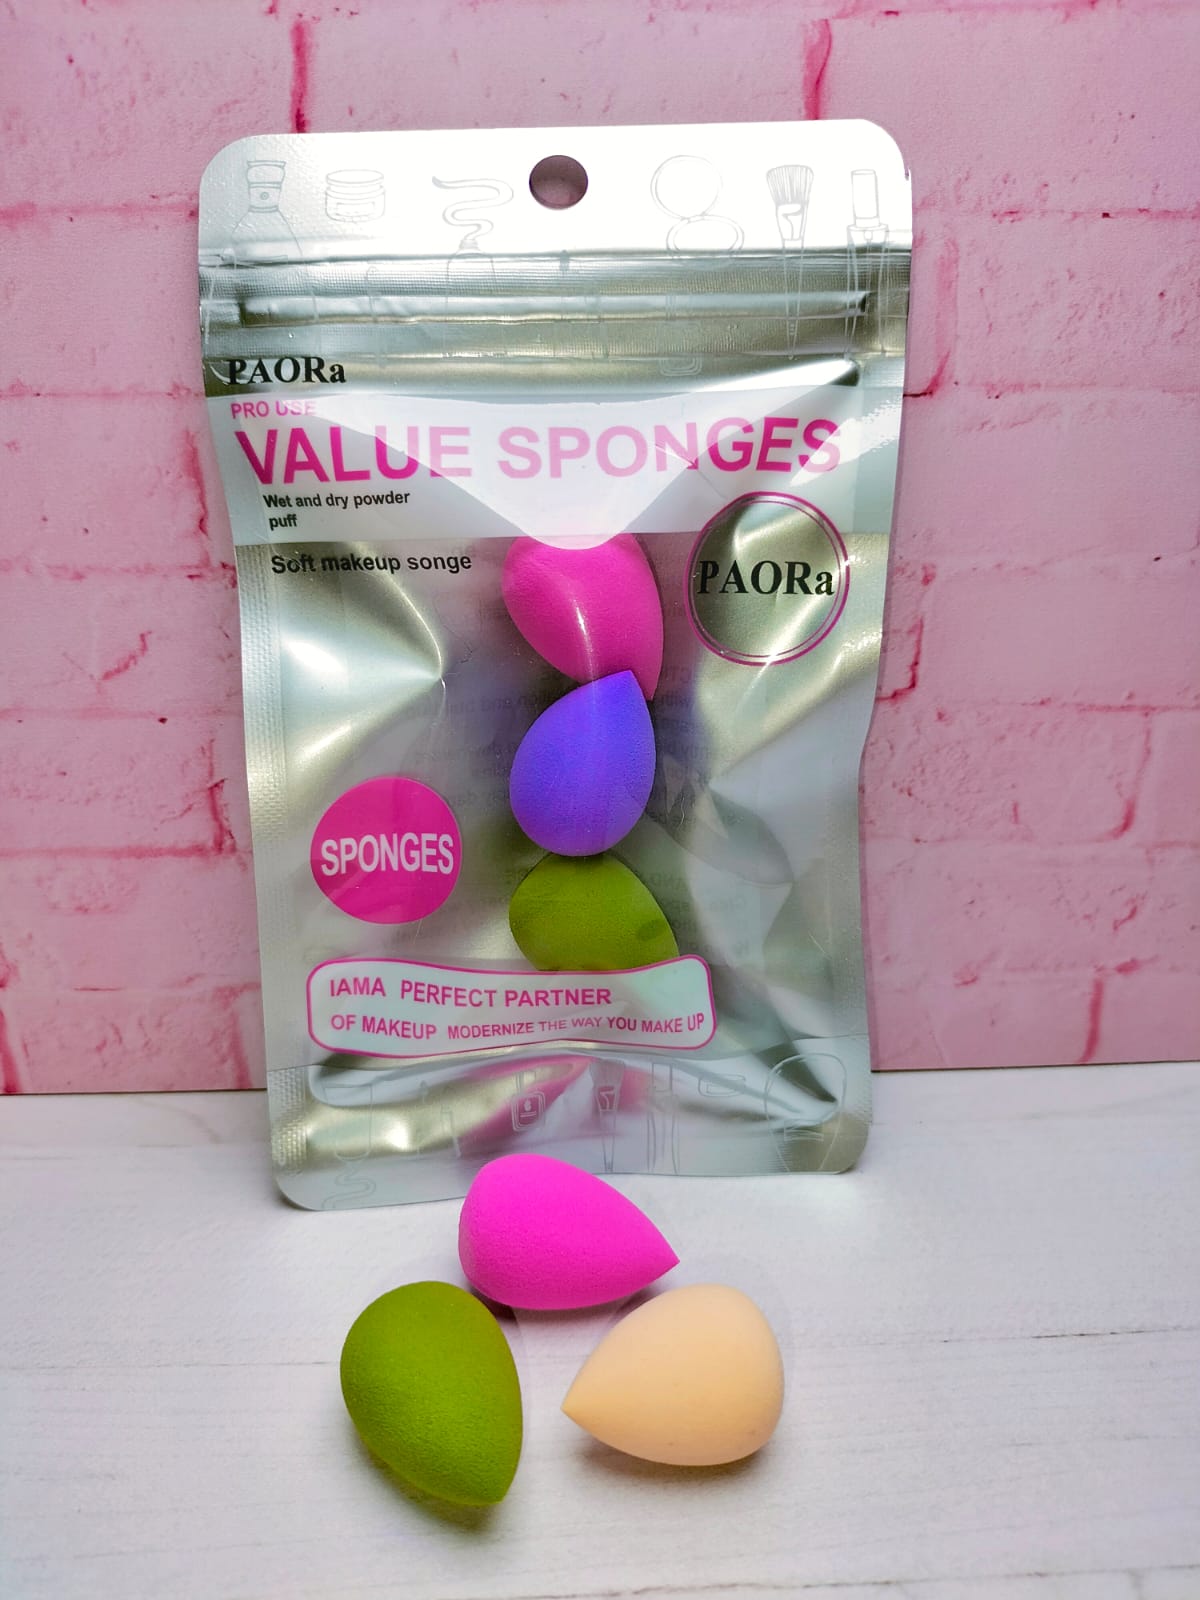 PAORa
PRO USE
VALUE SPONGES
Wet and dry powder
puff
Soft makeup songe
PAORa
SPONGES
IAMA PERFECT PARTNER
OF MAKEUP MODERNIZE THE WAY YOU MAKE UP